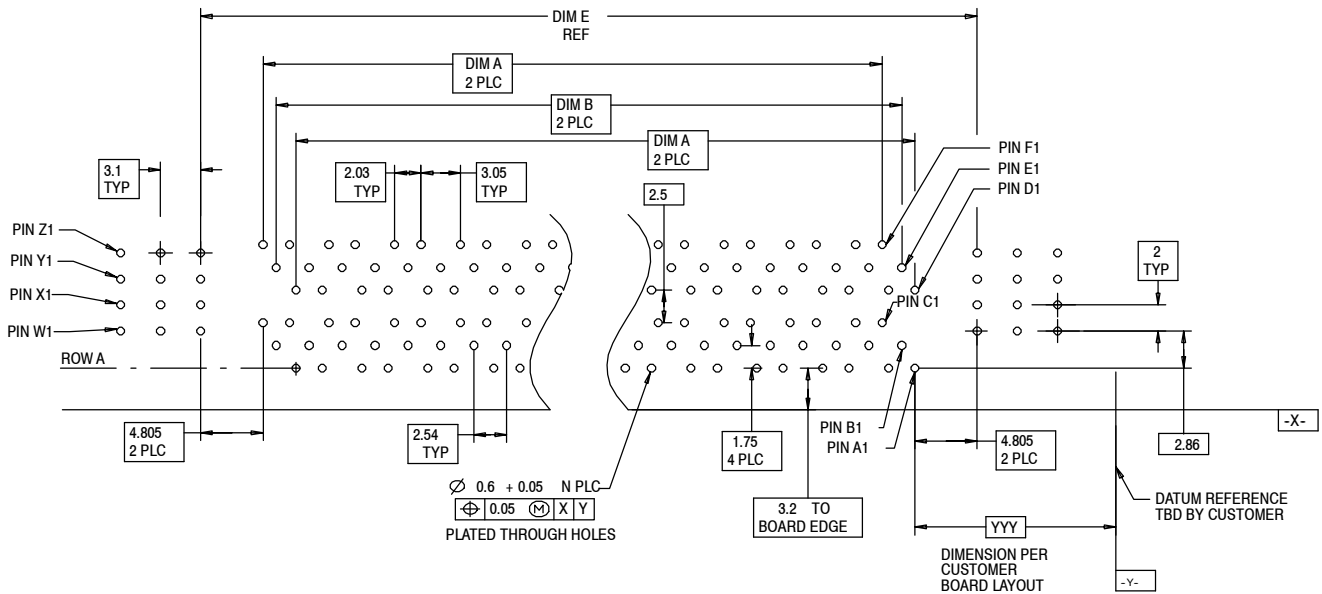 DIM E
REF
DIM A
2 PLC
DIM B
2 PLC
DIM A
2 PLC
3.1
TYP
2.03
TYP
3.05
TYP
2.5
PIN F1
PIN E1
PIN D1
PIN Z1
PIN Y1
PIN X1
PIN W1
2
TYP
PIN C1
ROW A
4.805
2 PLC
2.54
TYP
1.75
4 PLC
PIN B1
PIN A1
4.805
2 PLC
2.86
-X-
Ø 0.6 + 0.05 N PLC
⌖ 0.05 Ⓜ X Y
PLATED THROUGH HOLES
3.2 TO
BOARD EDGE
DATUM REFERENCE
TBD BY CUSTOMER
YYY
DIMENSION PER
CUSTOMER
BOARD LAYOUT
-Y-